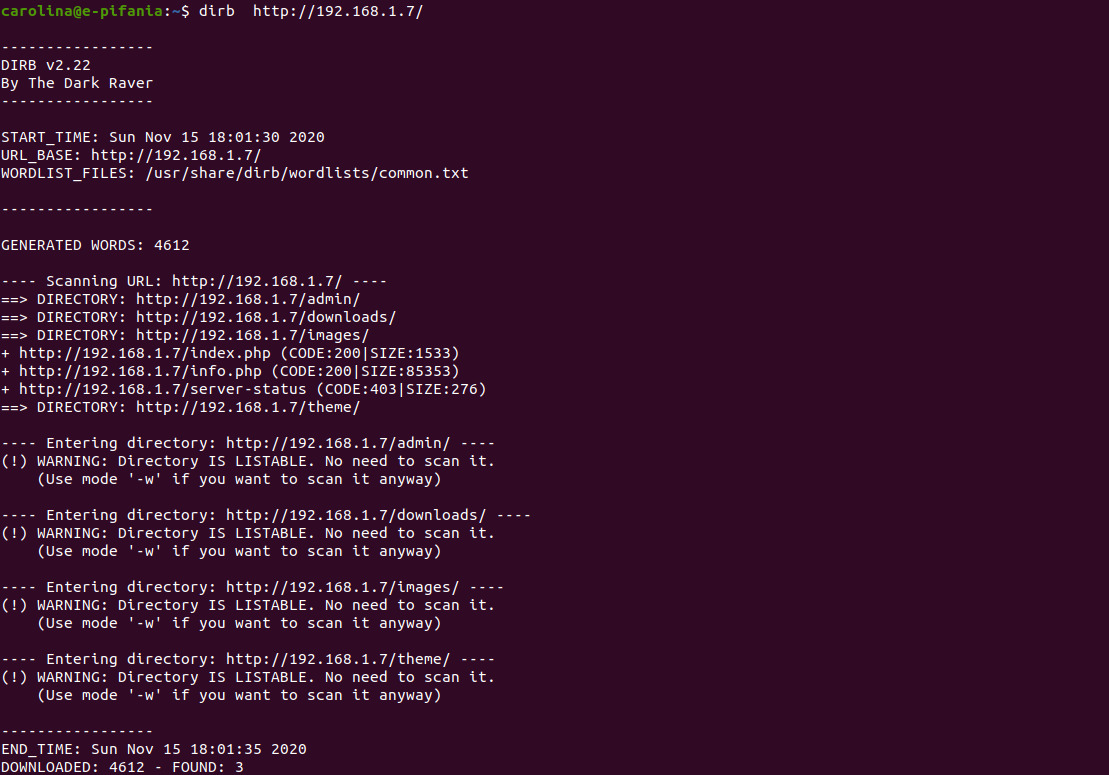 carolina@e-pifania:~$ dirb  http://192.168.1.7/
-----------------
DIRB v2.22
By The Dark Raver
-----------------
START_TIME: Sun Nov 15 18:01:30 2020
URL_BASE: http://192.168.1.7/
WORDLIST_FILES: /usr/share/dirb/wordlists/common.txt
-----------------
GENERATED WORDS: 4612
---- Scanning URL: http://192.168.1.7/ ----
==> DIRECTORY: http://192.168.1.7/admin/
==> DIRECTORY: http://192.168.1.7/downloads/
==> DIRECTORY: http://192.168.1.7/images/
+ http://192.168.1.7/index.php (CODE:200|SIZE:1533)
+ http://192.168.1.7/info.php (CODE:200|SIZE:85353)
+ http://192.168.1.7/server-status (CODE:403|SIZE:276)
==> DIRECTORY: http://192.168.1.7/theme/
---- Entering directory: http://192.168.1.7/admin/ ----
(!) WARNING: Directory IS LISTABLE. No need to scan it.
    (Use mode '-w' if you want to scan it anyway)
---- Entering directory: http://192.168.1.7/downloads/ ----
(!) WARNING: Directory IS LISTABLE. No need to scan it.
    (Use mode '-w' if you want to scan it anyway)
---- Entering directory: http://192.168.1.7/images/ ----
(!) WARNING: Directory IS LISTABLE. No need to scan it.
    (Use mode '-w' if you want to scan it anyway)
---- Entering directory: http://192.168.1.7/theme/ ----
(!) WARNING: Directory IS LISTABLE. No need to scan it.
    (Use mode '-w' if you want to scan it anyway)
-----------------
END_TIME: Sun Nov 15 18:01:35 2020
DOWNLOADED: 4612 - FOUND: 3